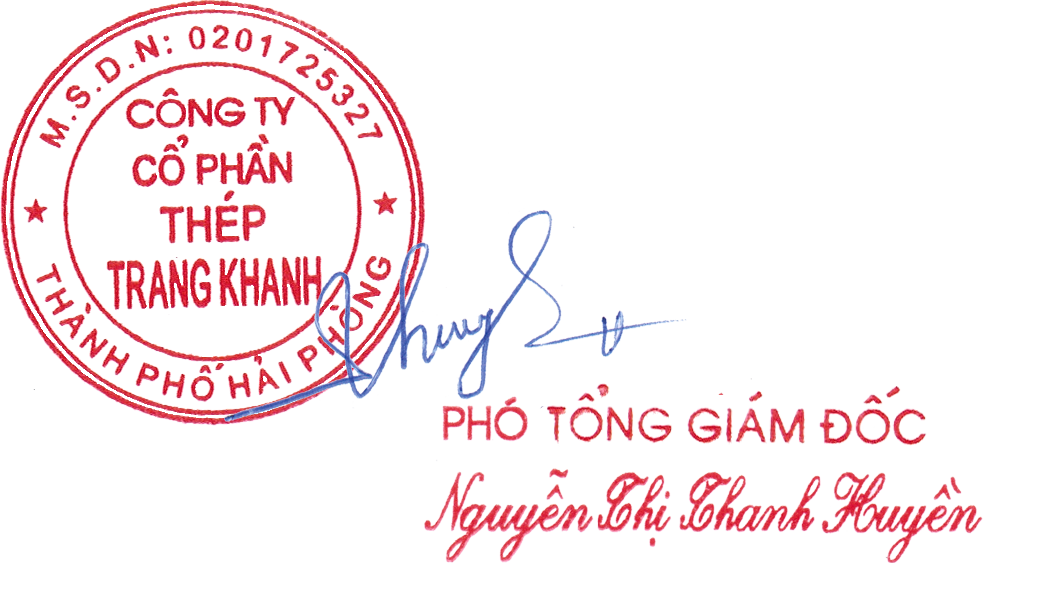 M.S.D.N: 0201725327
CÔNG TY
CỔ PHẦN
THÉP
TRANG KHANH
THÀNH PHỐ HẢI PHÒNG
PHÓ TỔNG GIÁM ĐỐC
Nguyễn Thị Thanh Huyền